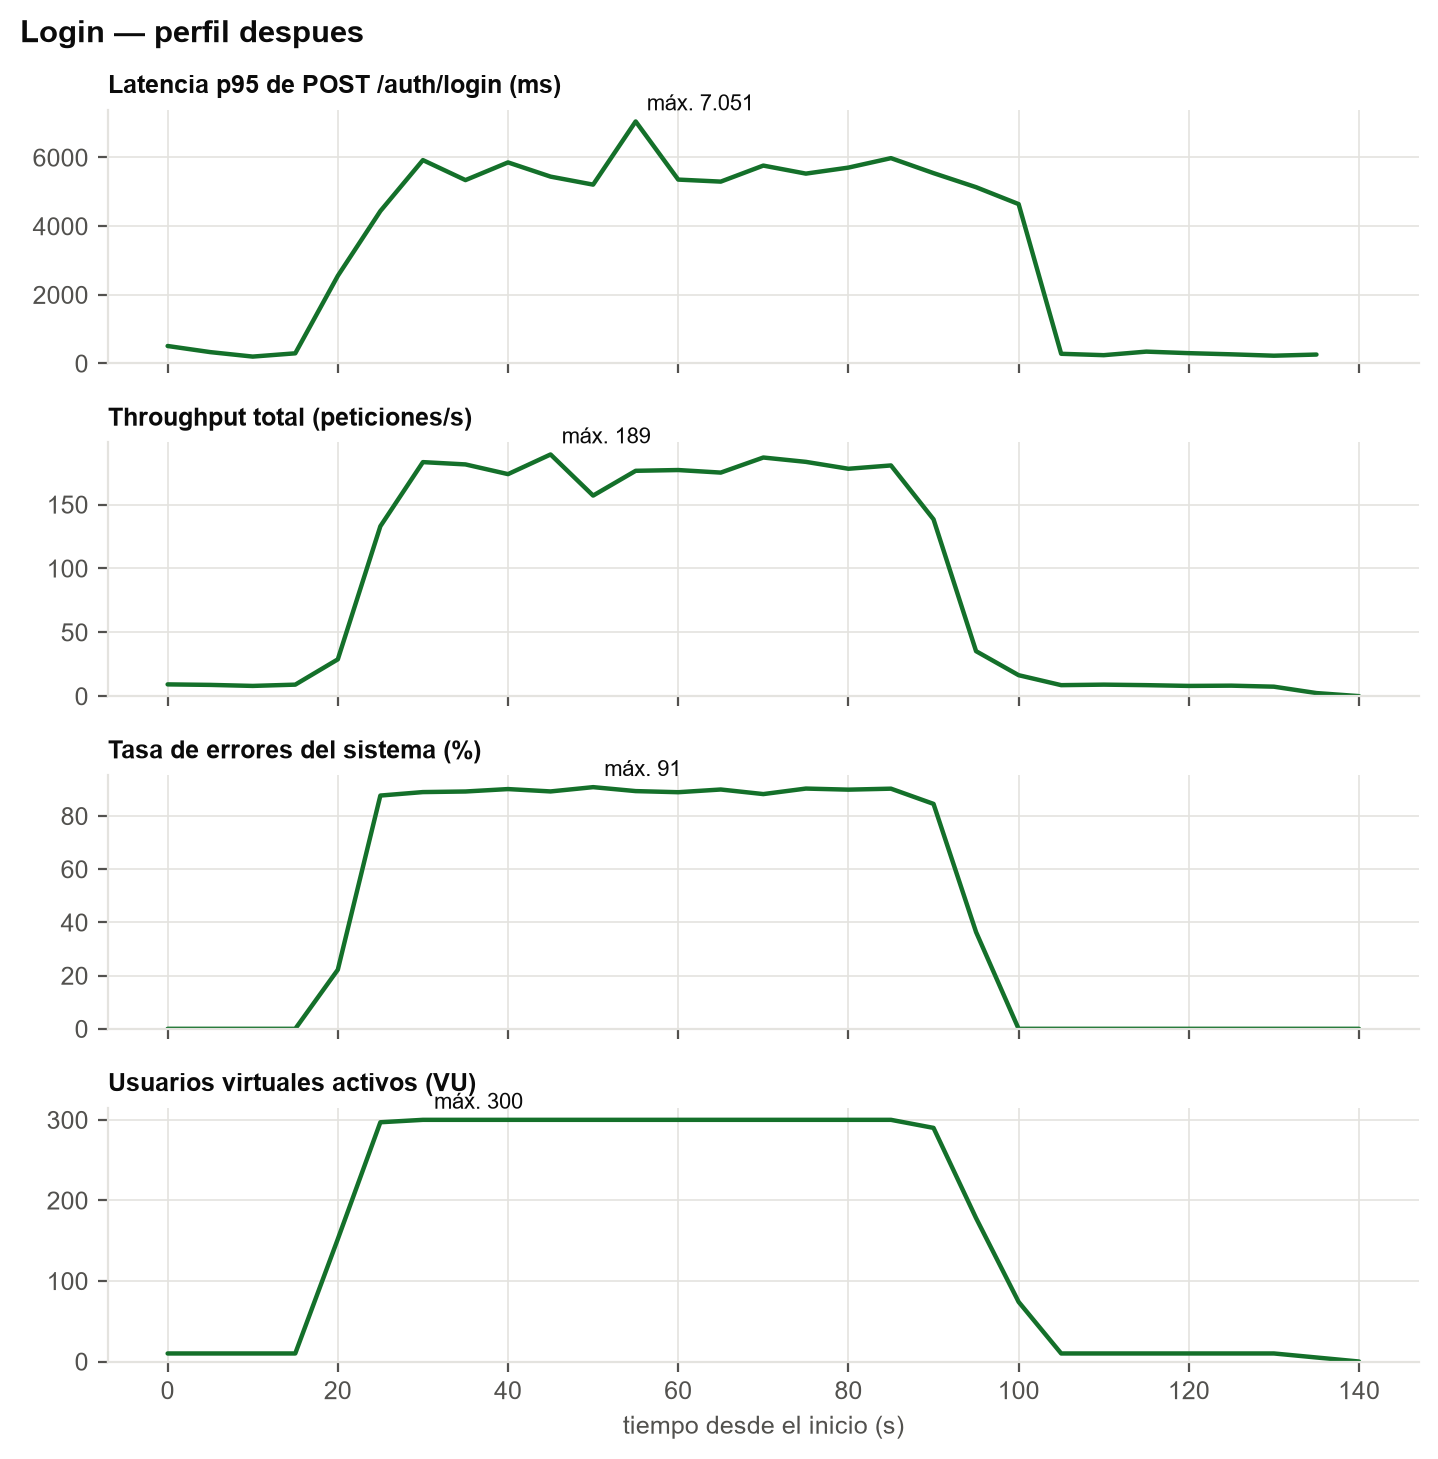 Login — perfil despues
Latencia p95 de POST /auth/login (ms)
máx. 7.051
6000
4000
2000
0
Throughput total (peticiones/s)
máx. 189
150
100
50
0
Tasa de errores del sistema (%)
máx. 91
80
60
40
20
0
Usuarios virtuales activos (VU)
máx. 300
300
200
100
0
0 20 40 60 80 100 120 140
tiempo desde el inicio (s)